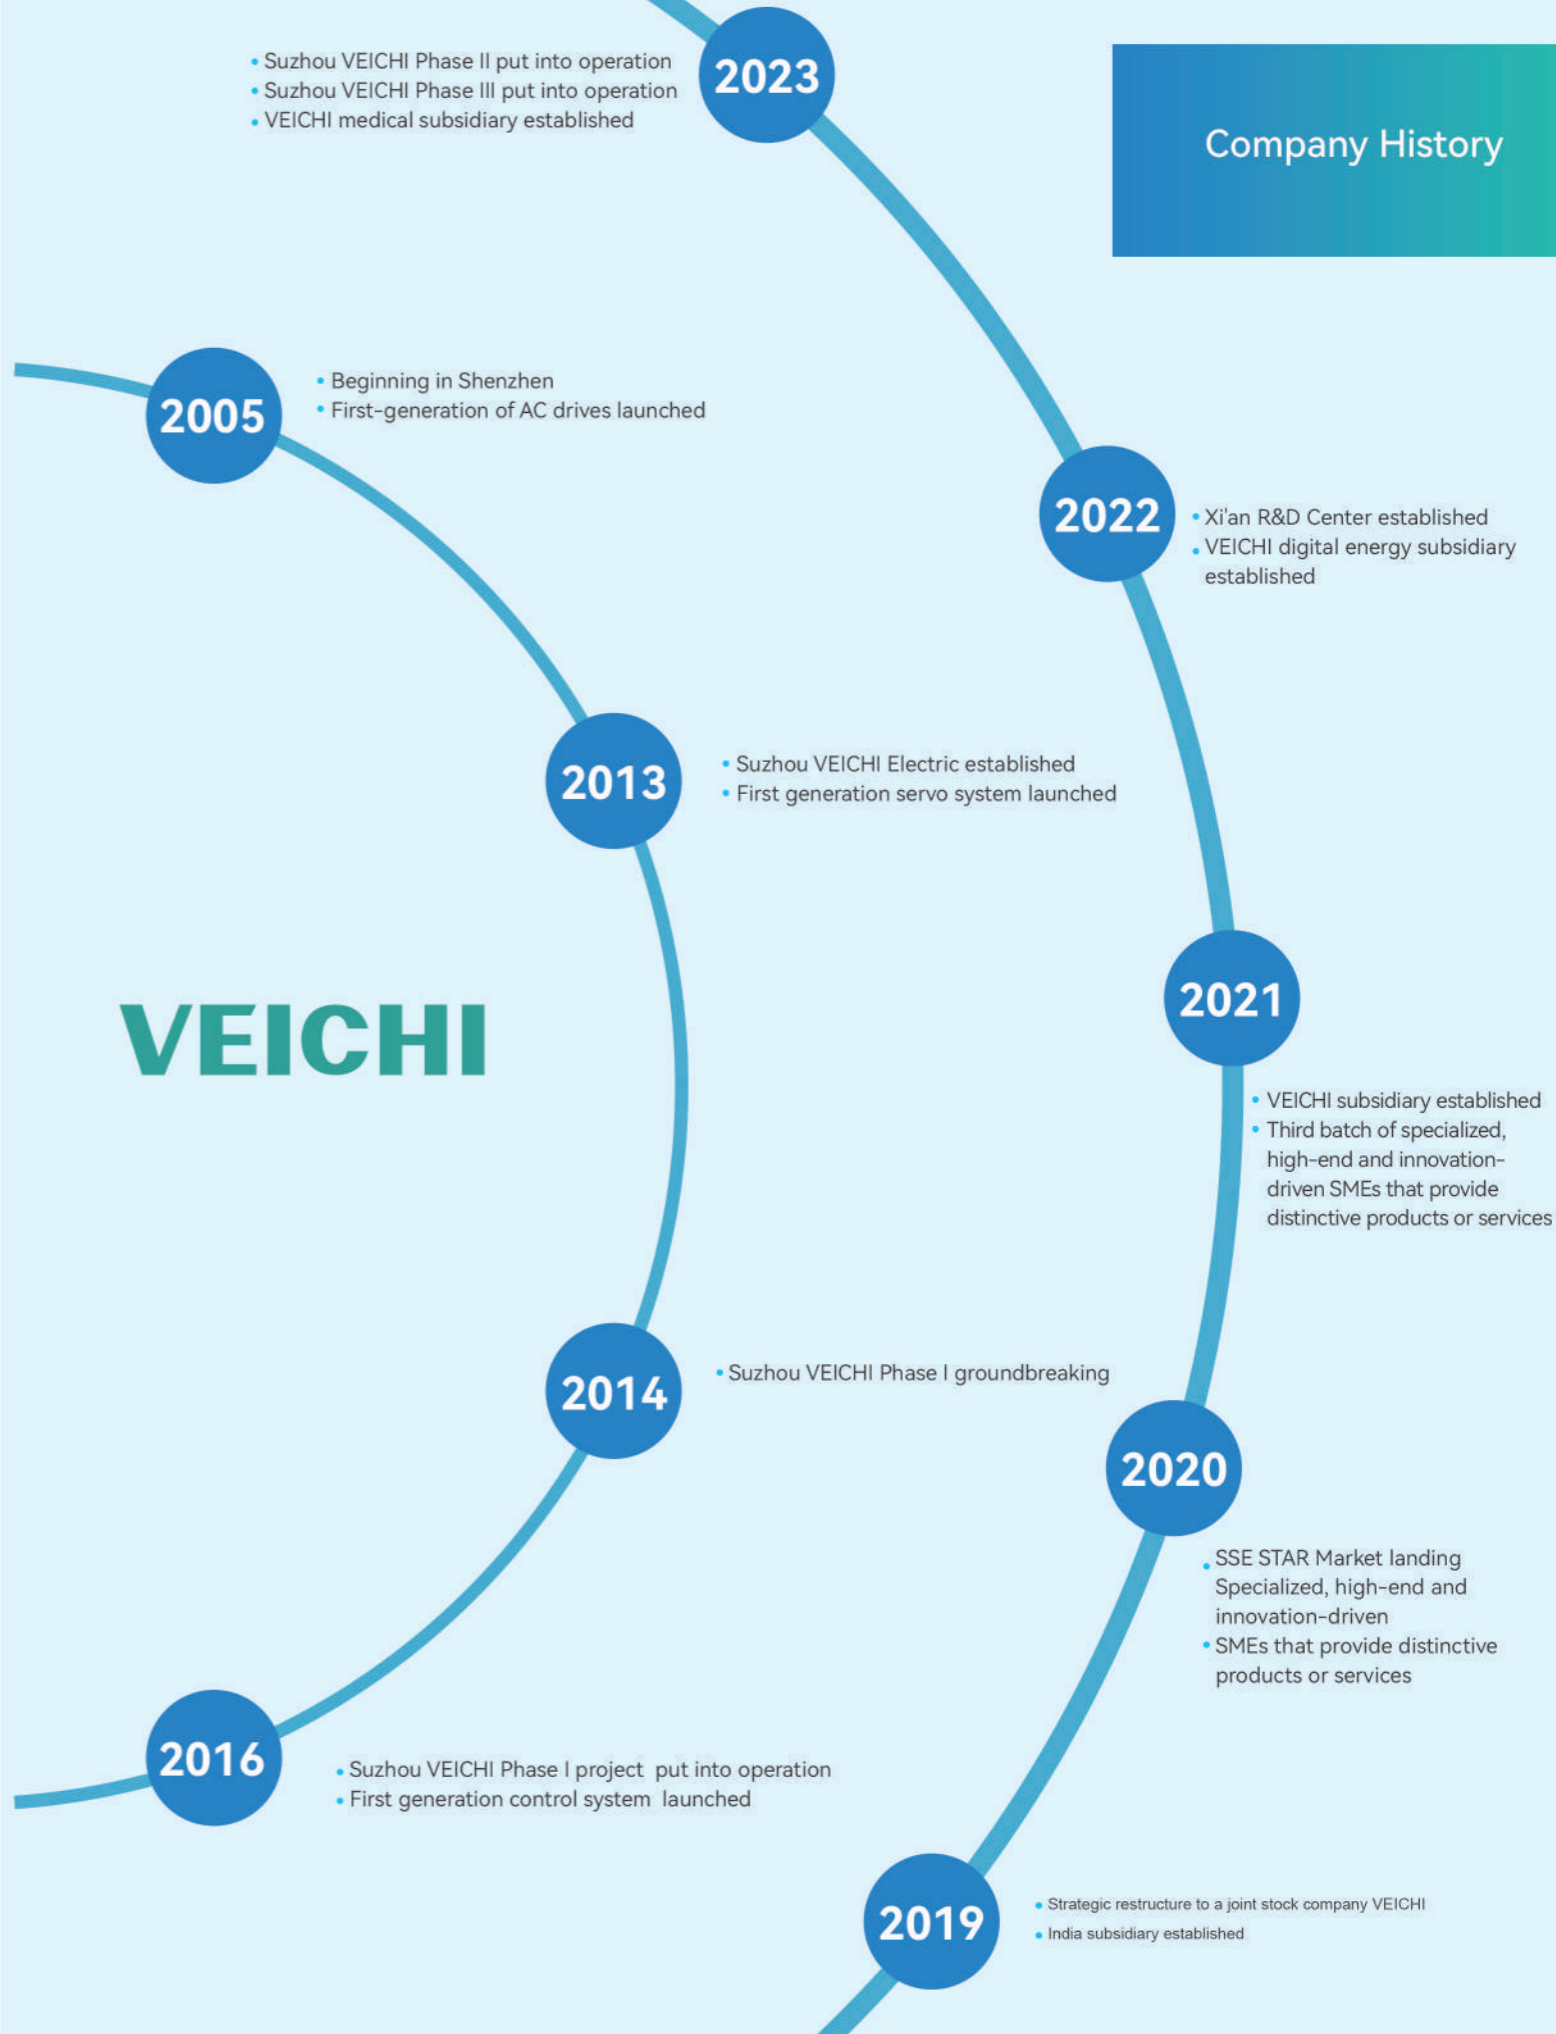 Company History
2023
Suzhou VEICHI Phase II put into operation
Suzhou VEICHI Phase III put into operation
VEICHI medical subsidiary established
2005
Beginning in Shenzhen
First-generation of AC drives launched
2022
Xi'an R&D Center established
VEICHI digital energy subsidiary
established
2013
Suzhou VEICHI Electric established
First generation servo system launched
VEICHI
2021
VEICHI subsidiary established
Third batch of specialized,
high-end and innovation-
driven SMEs that provide
distinctive products or services
2014
Suzhou VEICHI Phase I groundbreaking
2020
SSE STAR Market landing
Specialized, high-end and
innovation-driven
SMEs that provide distinctive
products or services
2016
Suzhou VEICHI Phase I project put into operation
First generation control system launched
2019
Strategic restructure to a joint stock company VEICHI
India subsidiary established